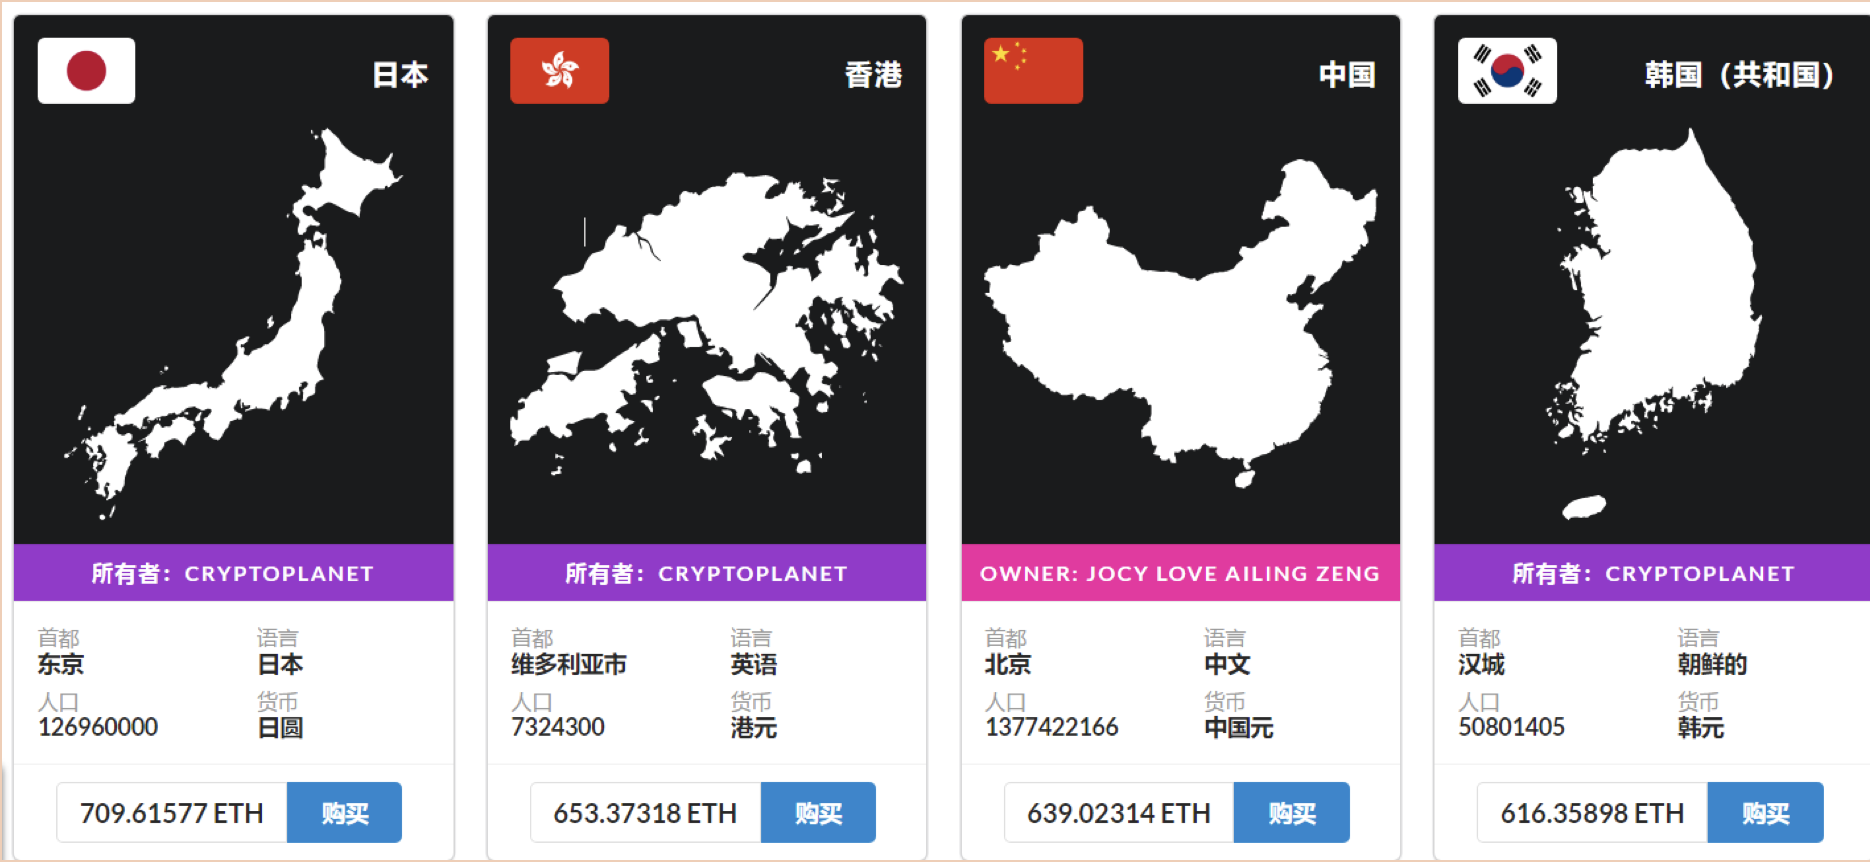 日本
所有者：CRYPTOPLANET
首都 语言
东京 日本
人口 货币
126960000 日圆
709.61577 ETH 购买
香港
所有者：CRYPTOPLANET
首都 语言
维多利亚市 英语
人口 货币
7324300 港元
653.37318 ETH 购买
中国
OWNER: JOCY LOVE AILING ZENG
首都 语言
北京 中文
人口 货币
1377422166 中国元
639.02314 ETH 购买
韩国（共和国）
所有者：CRYPTOPLANET
首都 语言
汉城 朝鲜的
人口 货币
50801405 韩元
616.35898 ETH 购买